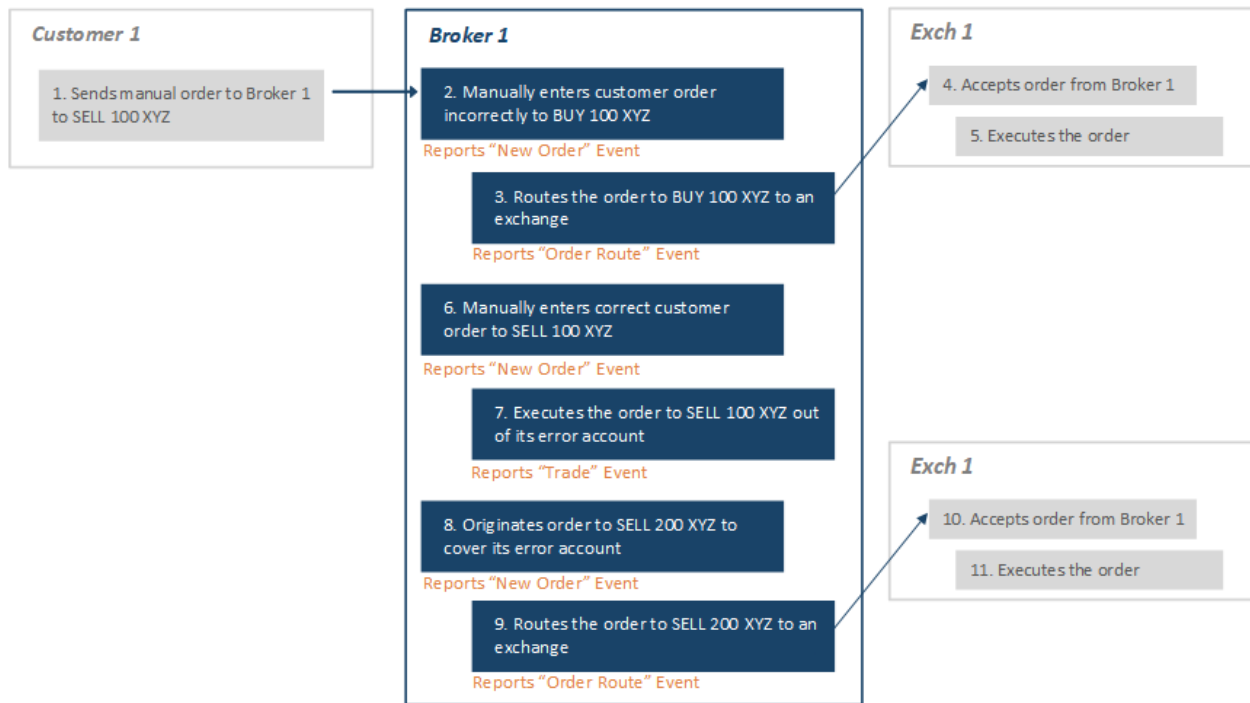 Customer 1
1. Sends manual order to Broker 1
to SELL 100 XYZ
Broker 1
2. Manually enters customer order
incorrectly to BUY 100 XYZ
Reports “New Order” Event
3. Routes the order to BUY 100 XYZ to an
exchange
Reports “Order Route” Event
Exch 1
4. Accepts order from Broker 1
5. Executes the order
6. Manually enters correct customer
order to SELL 100 XYZ
Reports “New Order” Event
7. Executes the order to SELL 100 XYZ out
of its error account
Reports “Trade” Event
8. Originates order to SELL 200 XYZ to
cover its error account
Reports “New Order” Event
9. Routes the order to SELL 200 XYZ to an
exchange
Reports “Order Route” Event
Exch 1
10. Accepts order from Broker 1
11. Executes the order